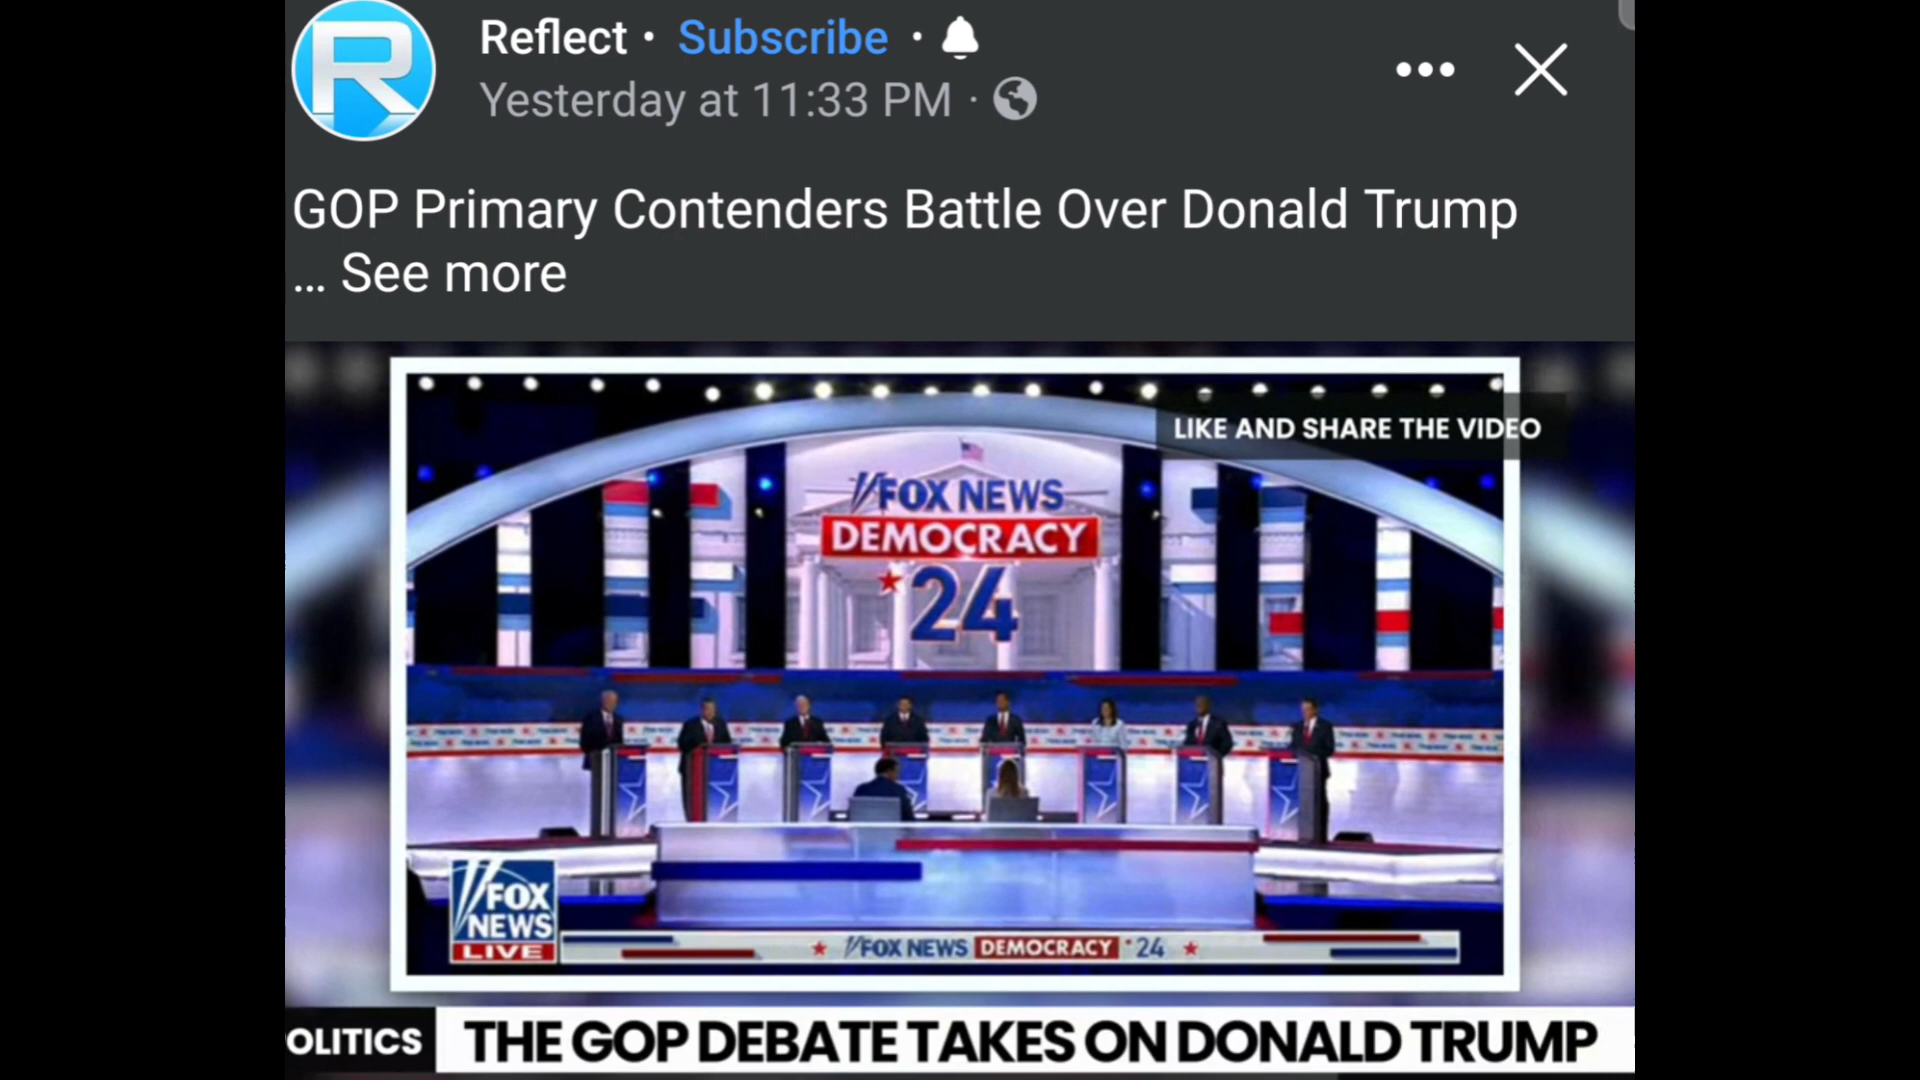 R
Reflect · Subscribe ·
Yesterday at 11:33 PM ·
GOP Primary Contenders Battle Over Donald Trump
... See more
LIKE AND SHARE THE VIDEO
FOX NEWS
DEMOCRACY
24
FOX
NEWS
LIVE
FOX NEWS DEMOCRACY 24
OLITICS
THE GOP DEBATE TAKES ON DONALD TRUMP